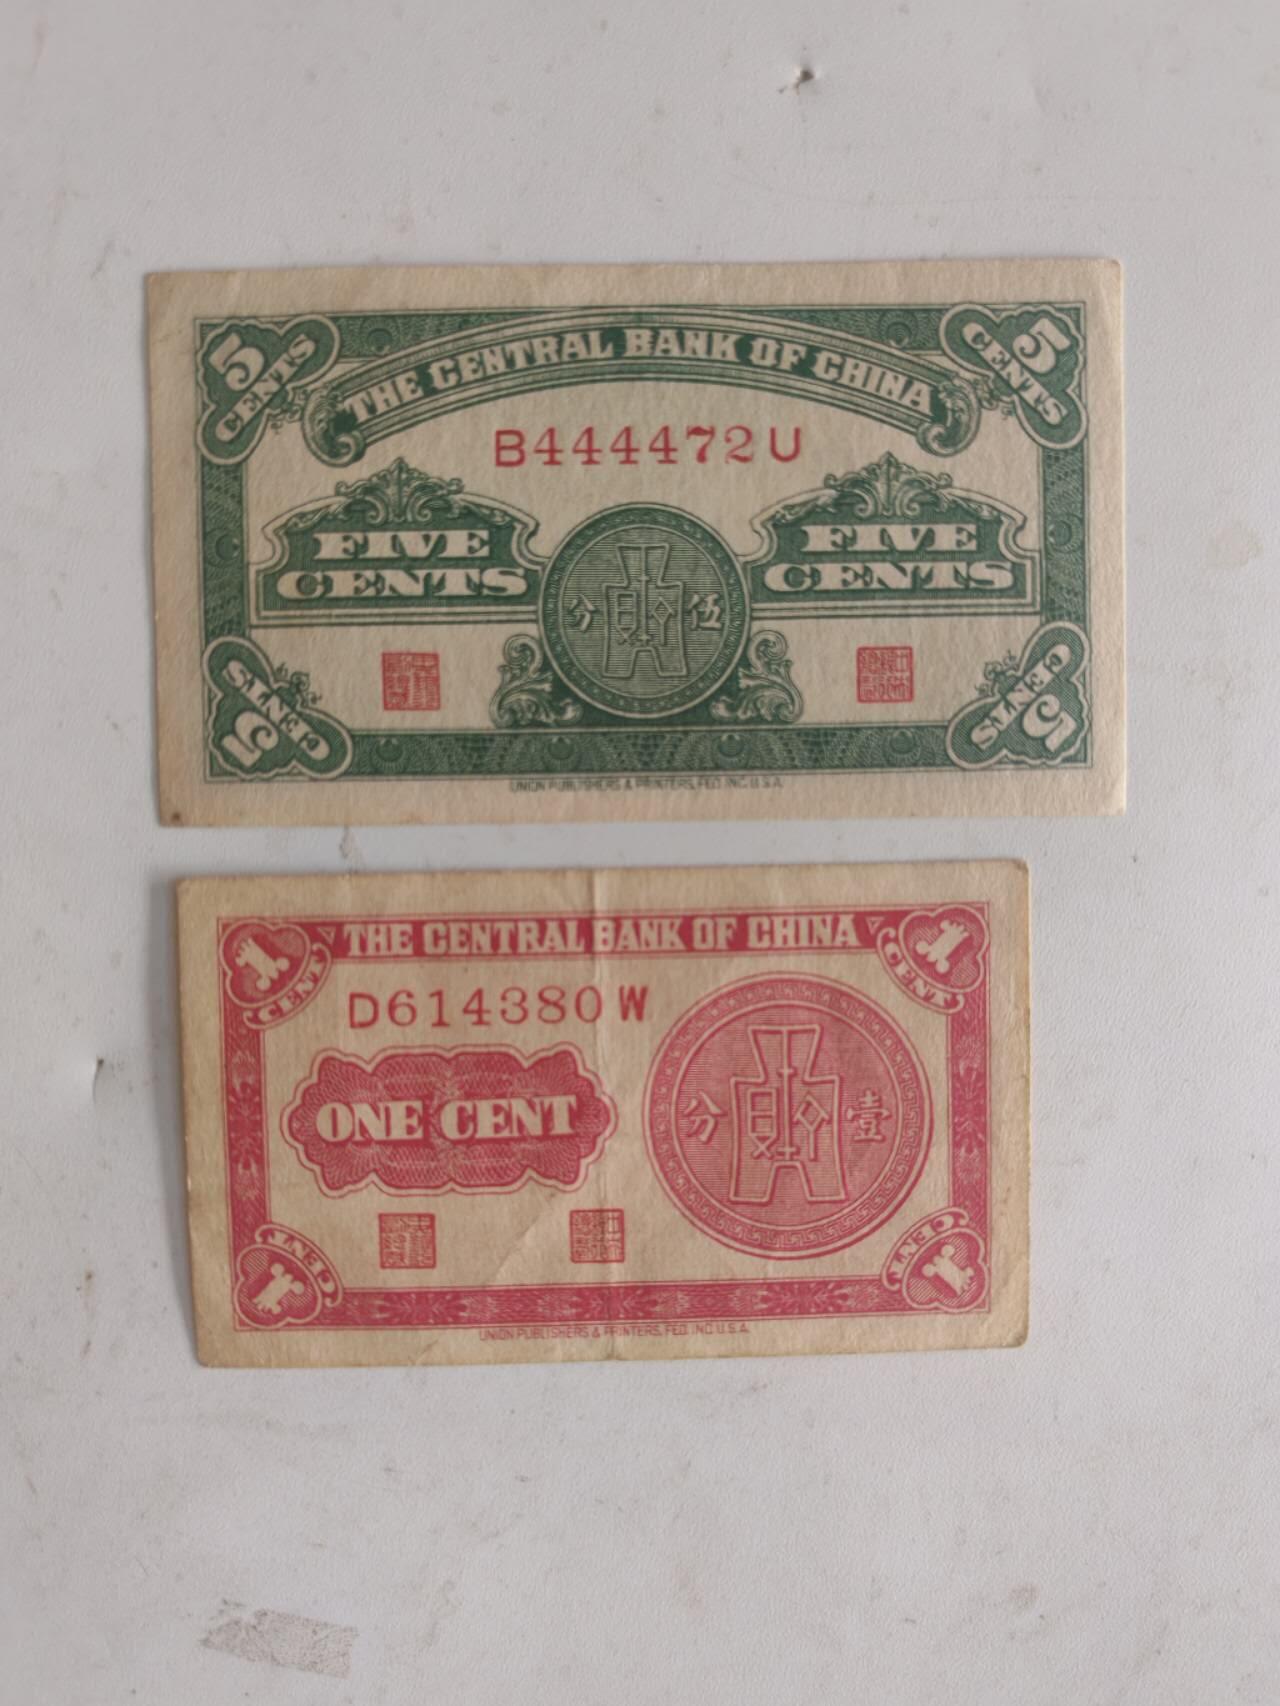 5 CENTS
THE CENTRAL BANK OF CHINA
5 CENTS
B444472U
FIVE CENTS
FIVE CENTS
分 伍
5 CENTS
5 CENTS
UNION PUBLISHERS & PRINTERS, FED. INC. U.S.A.
1 CENT
THE CENTRAL BANK OF CHINA
1 CENT
D614380W
ONE CENT
分 壹
1 CENT
1 CENT
UNION PUBLISHERS & PRINTERS, FED. INC. U.S.A.